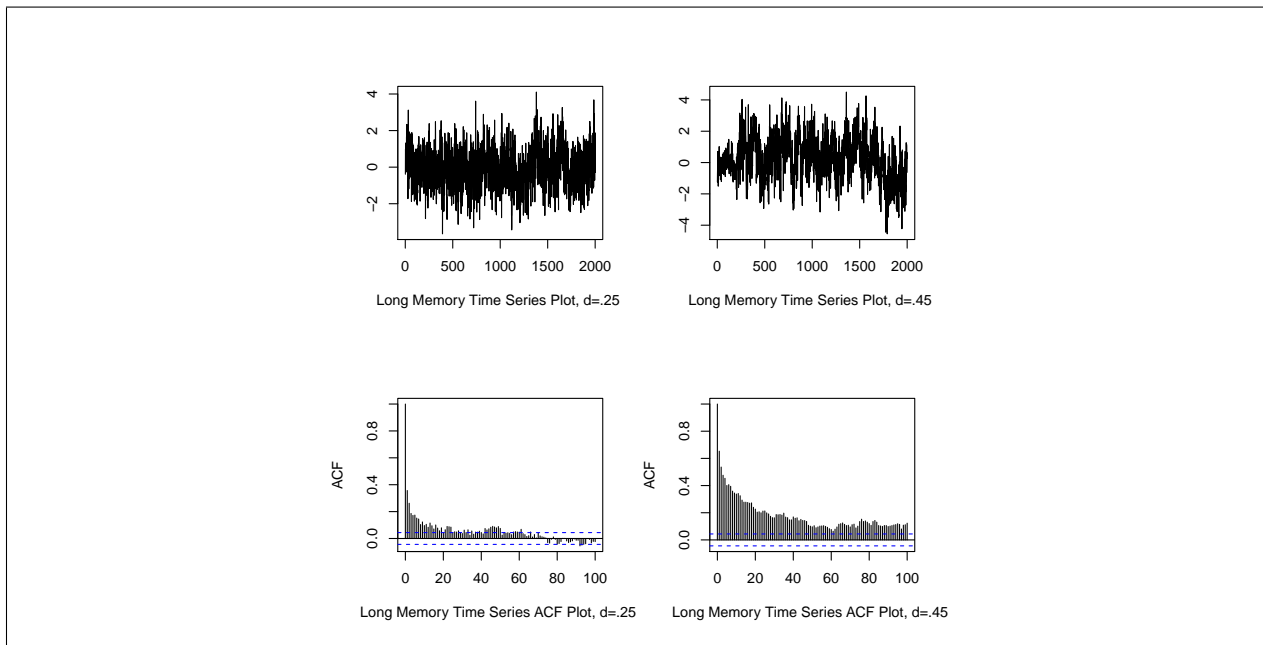 4
2
0
-2
0 500 1000 1500 2000
Long Memory Time Series Plot, d=.25
4
2
0
-2
-4
0 500 1000 1500 2000
Long Memory Time Series Plot, d=.45
ACF
0.8
0.4
0.0
0 20 40 60 80 100
Long Memory Time Series ACF Plot, d=.25
ACF
0.8
0.4
0.0
0 20 40 60 80 100
Long Memory Time Series ACF Plot, d=.45